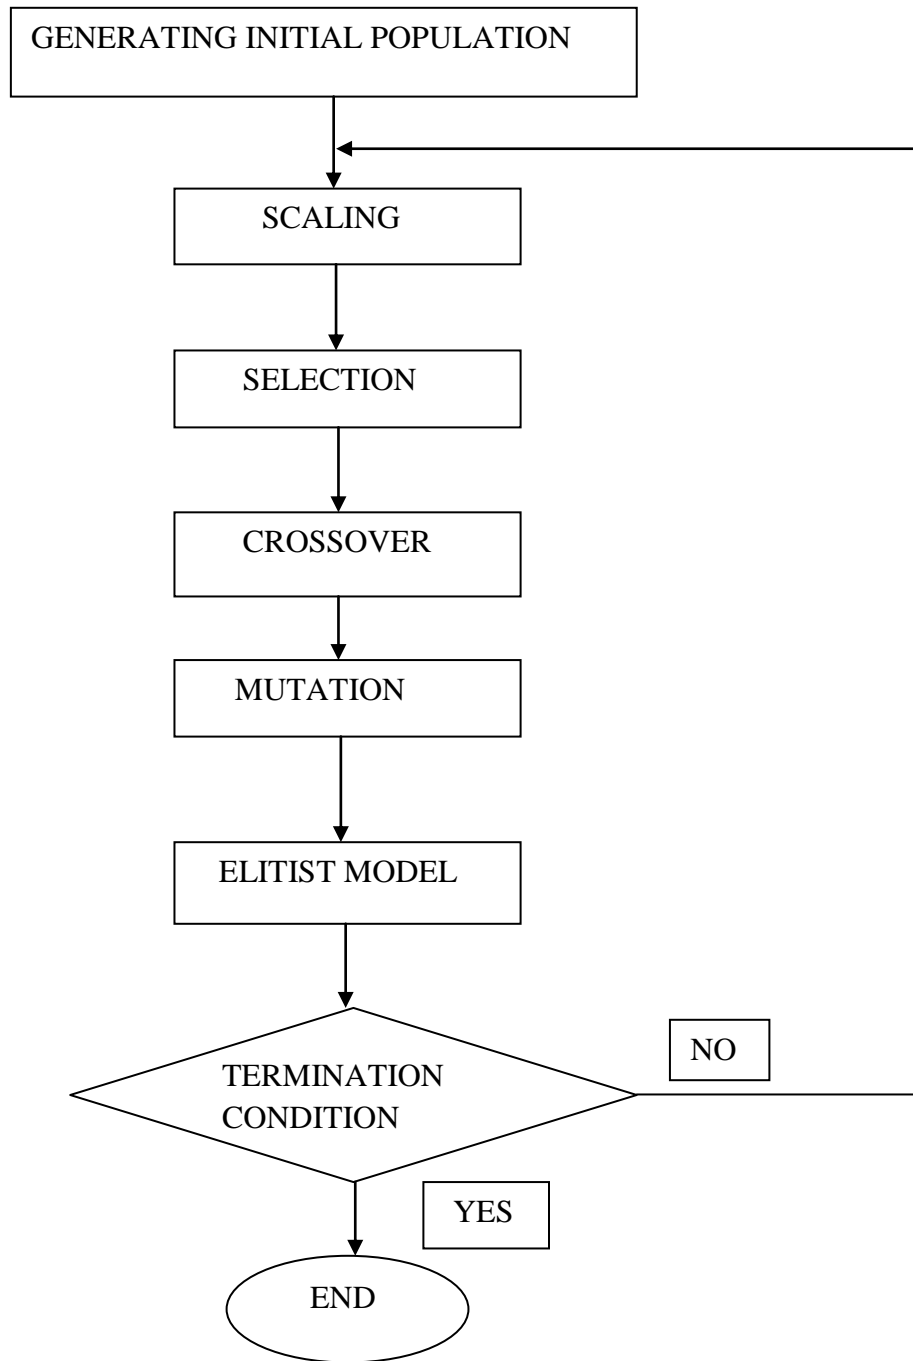 GENERATING INITIAL POPULATION
SCALING
SELECTION
CROSSOVER
MUTATION
ELITIST MODEL
TERMINATION
CONDITION
NO
YES
END